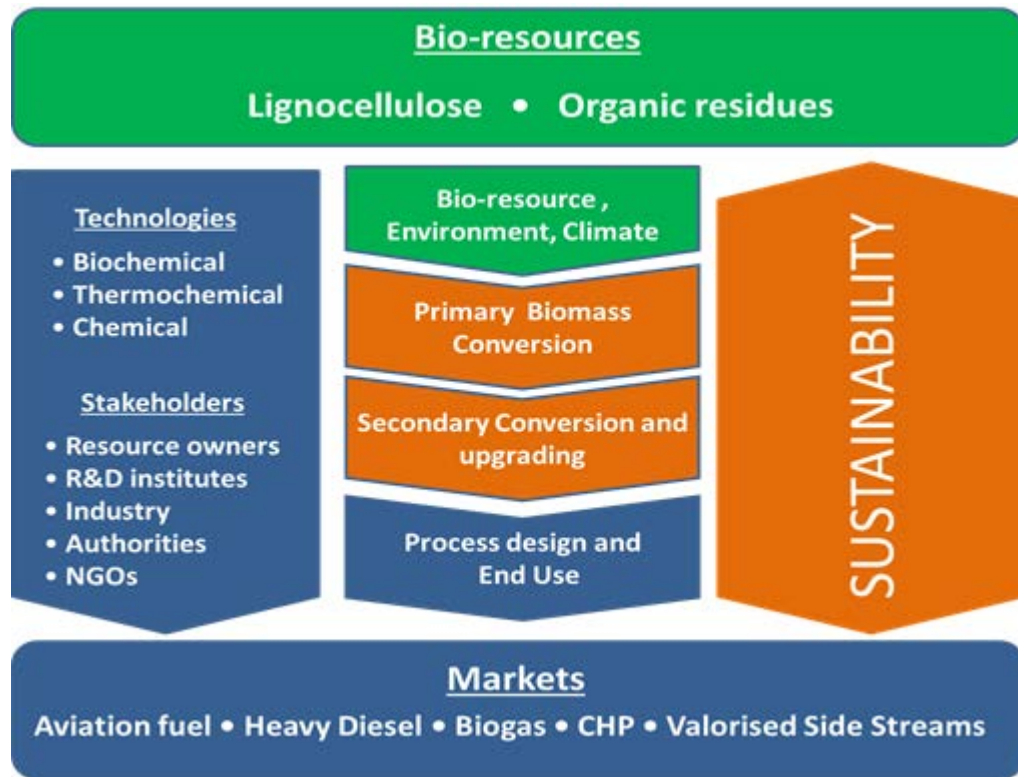 Bio-resources
Lignocellulose • Organic residues
Technologies
• Biochemical
• Thermochemical
• Chemical
Stakeholders
• Resource owners
• R&D institutes
• Industry
• Authorities
• NGOs
Bio-resource ,
Environment, Climate
Primary Biomass
Conversion
Secondary Conversion and
upgrading
Process design and
End Use
SUSTAINABILITY
Markets
Aviation fuel • Heavy Diesel • Biogas • CHP • Valorised Side Streams